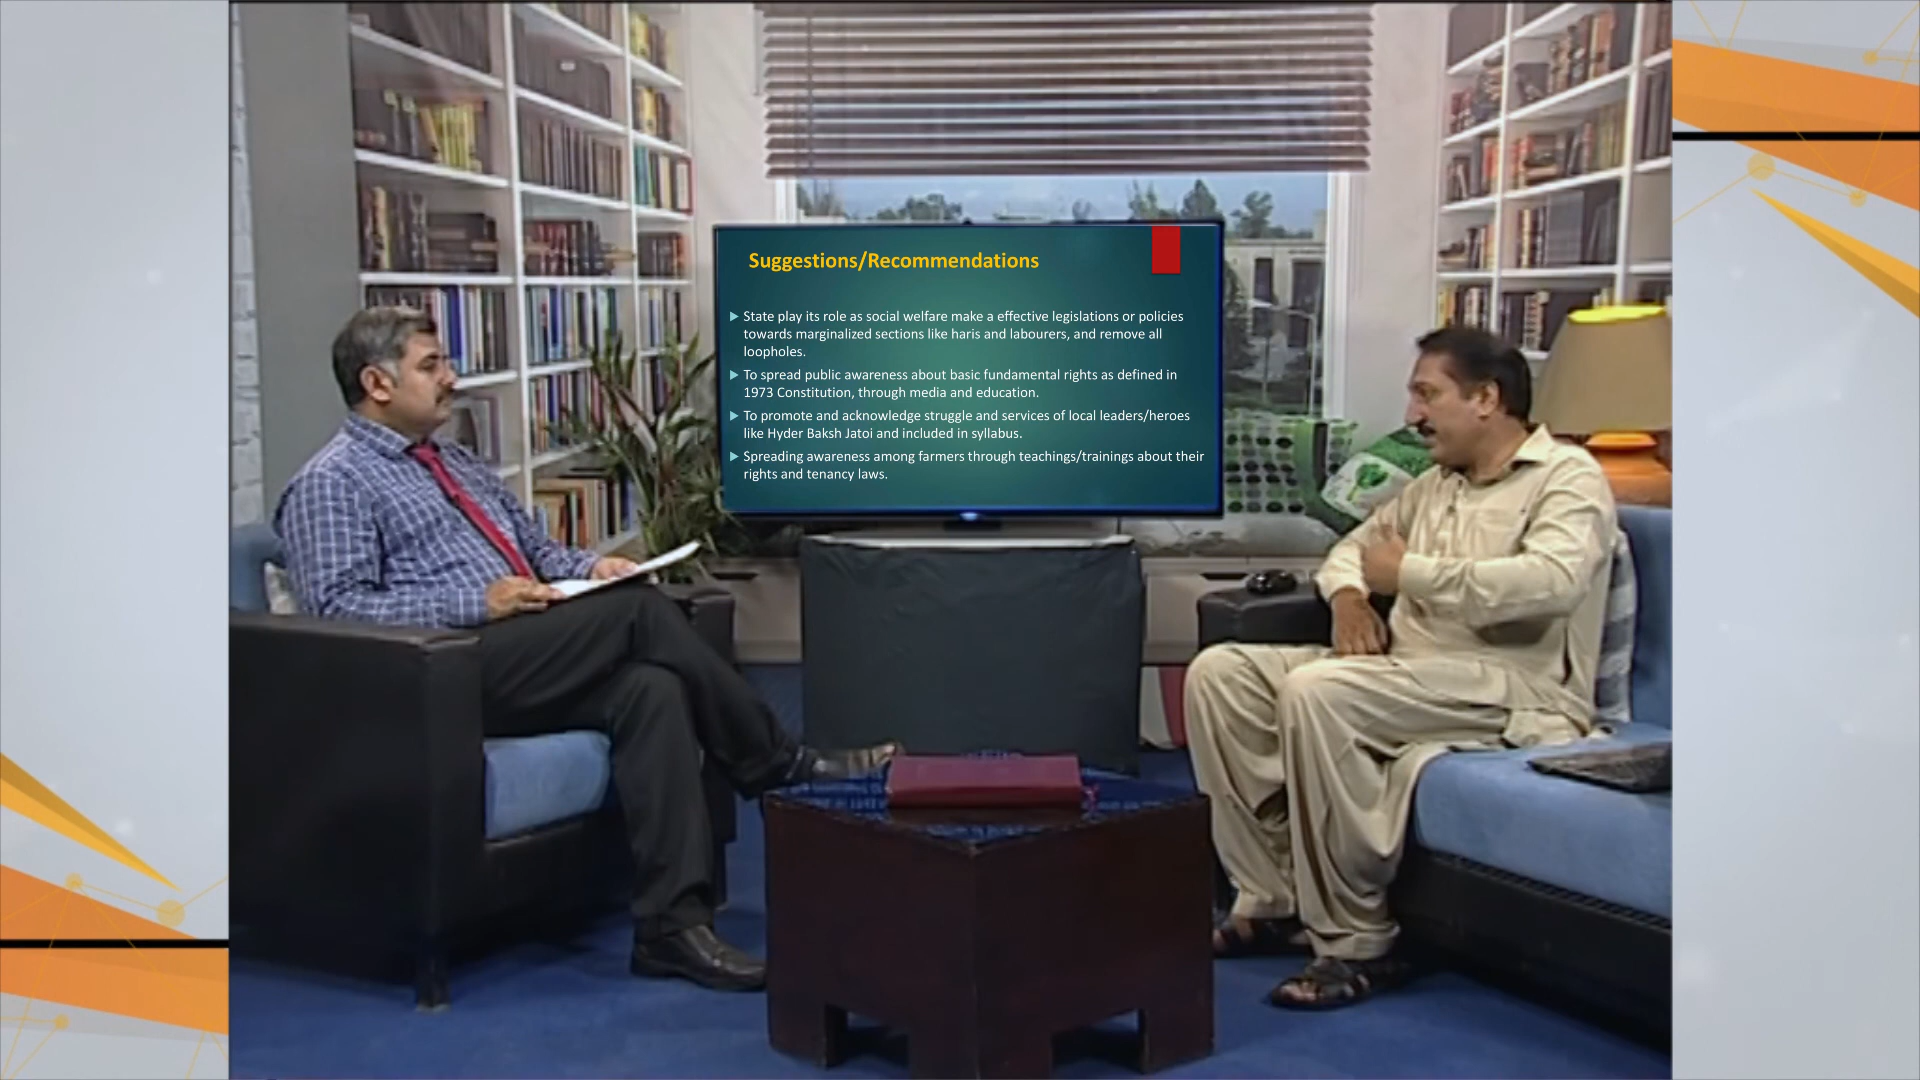 Suggestions/Recommendations
State play its role as social welfare make a effective legislations or policies
towards marginalized sections like haris and labourers, and remove all
loopholes.
To spread public awareness about basic fundamental rights as defined in
1973 Constitution, through media and education.
To promote and acknowledge struggle and services of local leaders/heroes
like Hyder Baksh Jatoi and included in syllabus.
Spreading awareness among farmers through teachings/trainings about their
rights and tenancy laws.